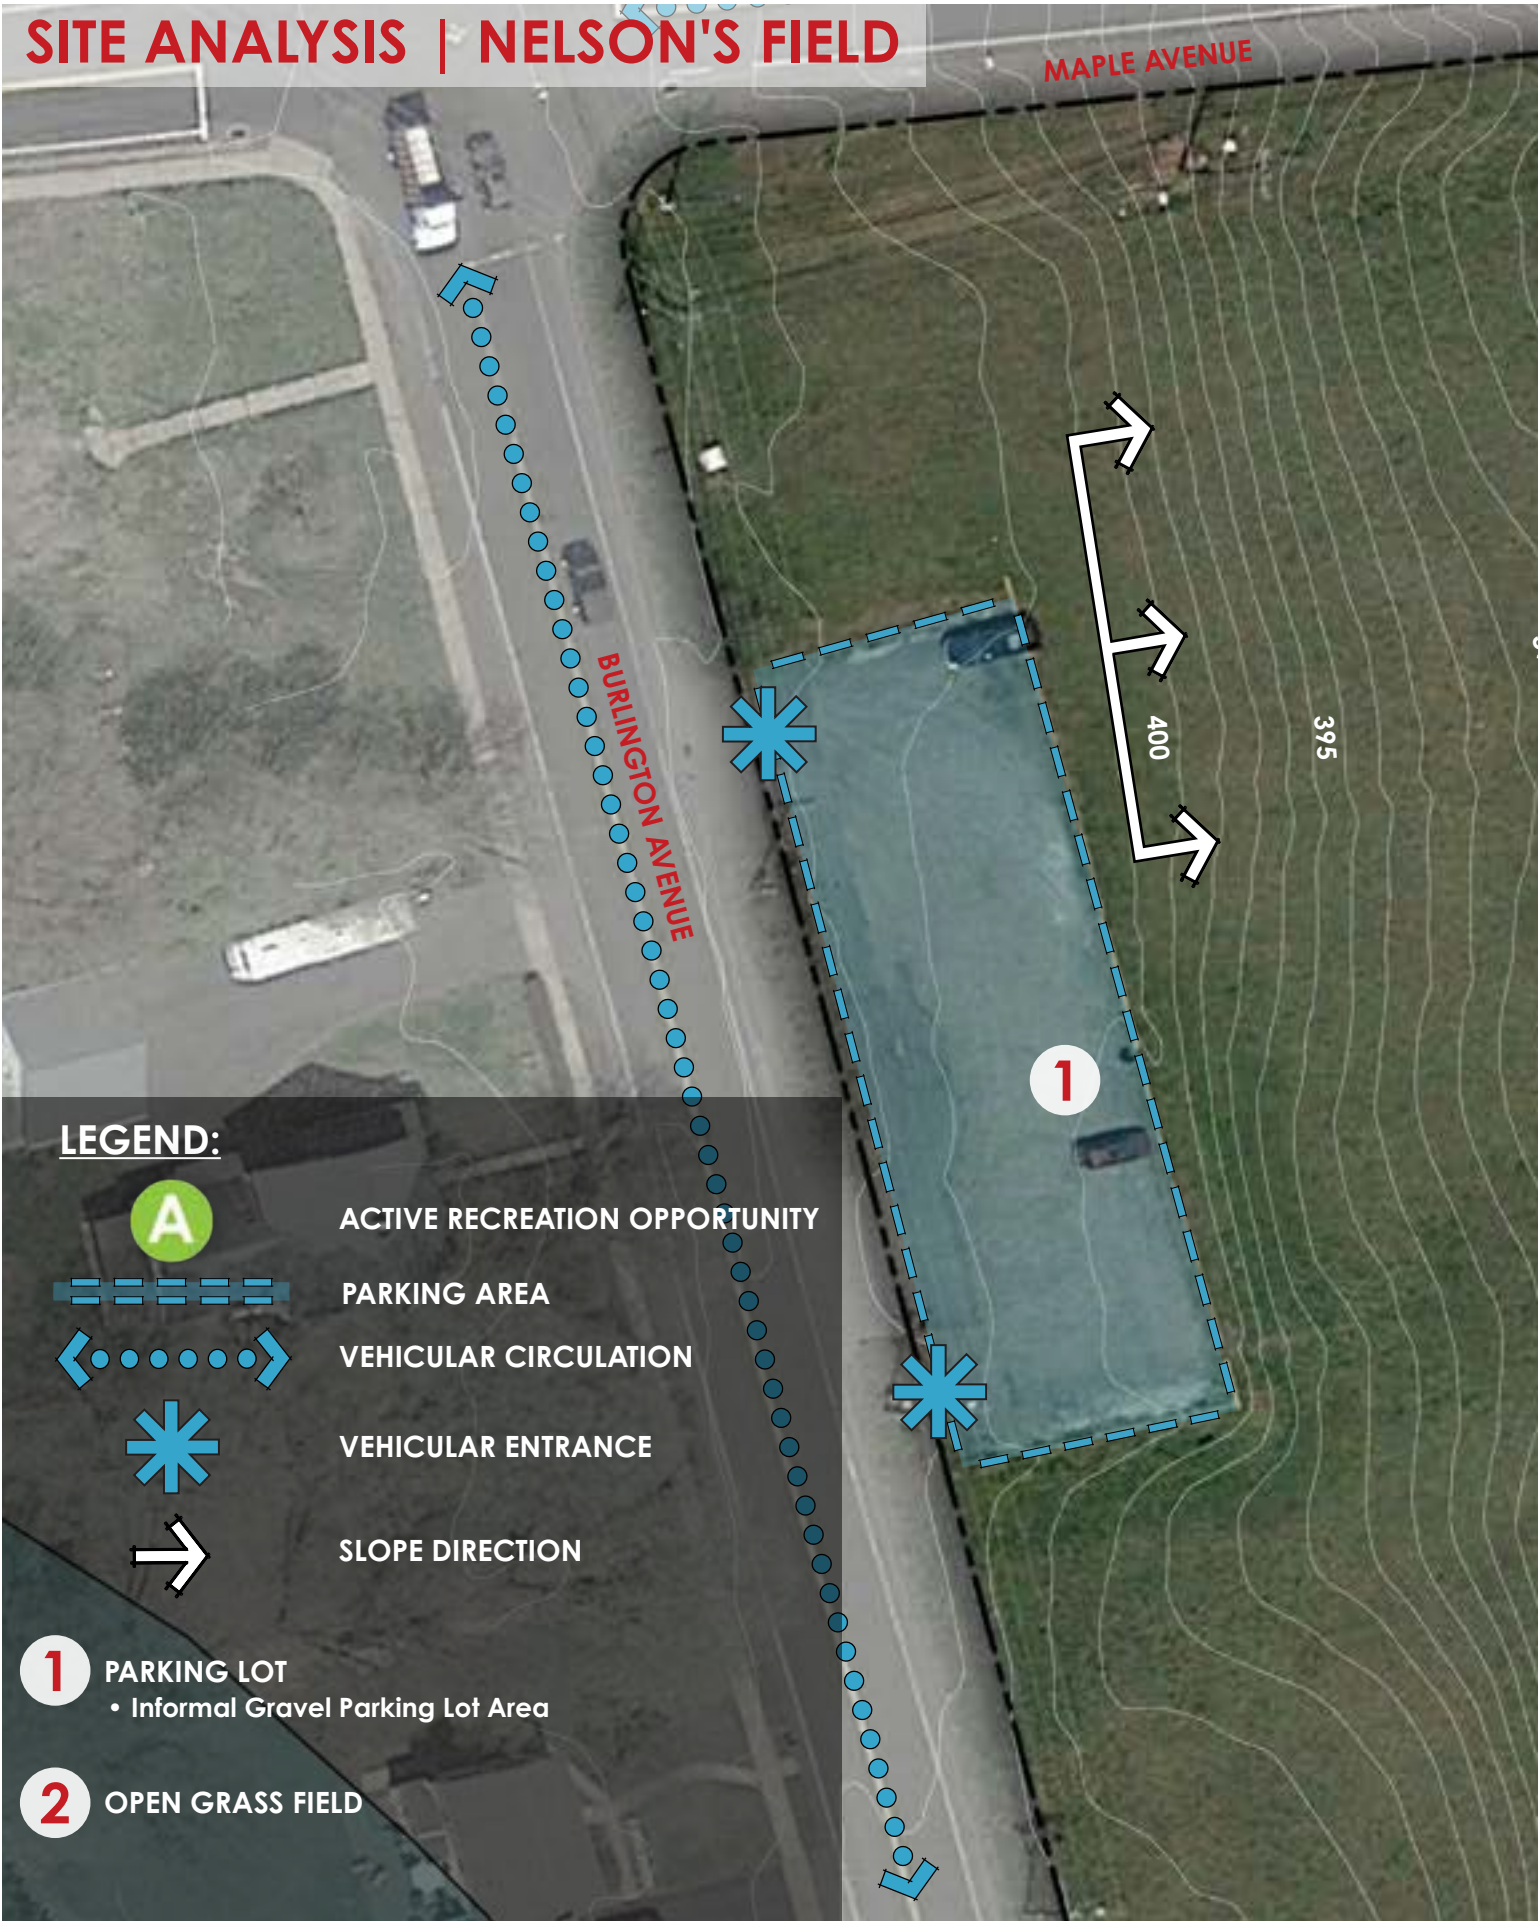 SITE ANALYSIS | NELSON'S FIELD
MAPLE AVENUE
BURLINGTON AVENUE
400
395
1
LEGEND:
A ACTIVE RECREATION OPPORTUNITY
PARKING AREA
VEHICULAR CIRCULATION
VEHICULAR ENTRANCE
SLOPE DIRECTION
1 PARKING LOT
• Informal Gravel Parking Lot Area
2 OPEN GRASS FIELD